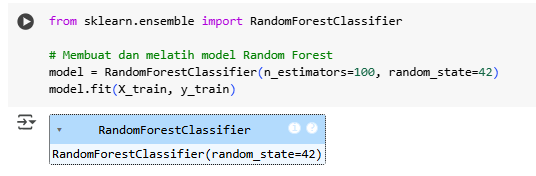 from sklearn.ensemble import RandomForestClassifier
# Membuat dan melatih model Random Forest
model = RandomForestClassifier(n_estimators=100, random_state=42)
model.fit(X_train, y_train)
RandomForestClassifier
RandomForestClassifier(random_state=42)